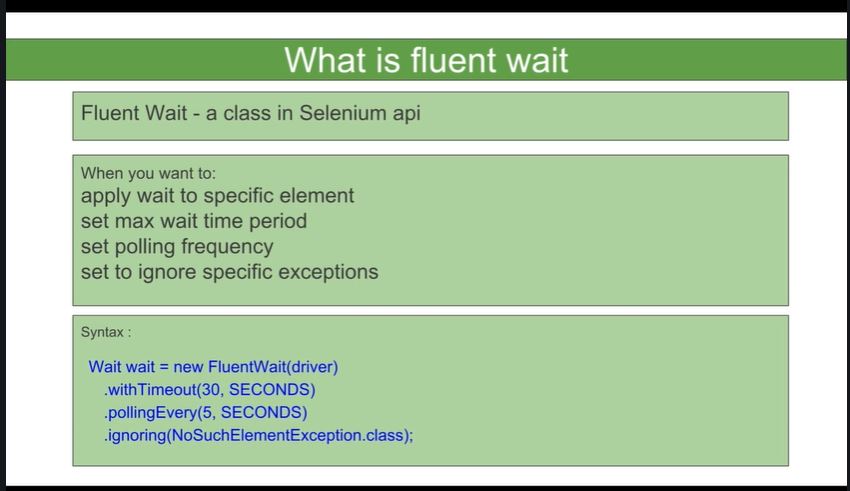 What is fluent wait
Fluent Wait - a class in Selenium api
When you want to:
apply wait to specific element
set max wait time period
set polling frequency
set to ignore specific exceptions
Syntax :
Wait wait = new FluentWait(driver)
.withTimeout(30, SECONDS)
.pollingEvery(5, SECONDS)
.ignoring(NoSuchElementException.class);